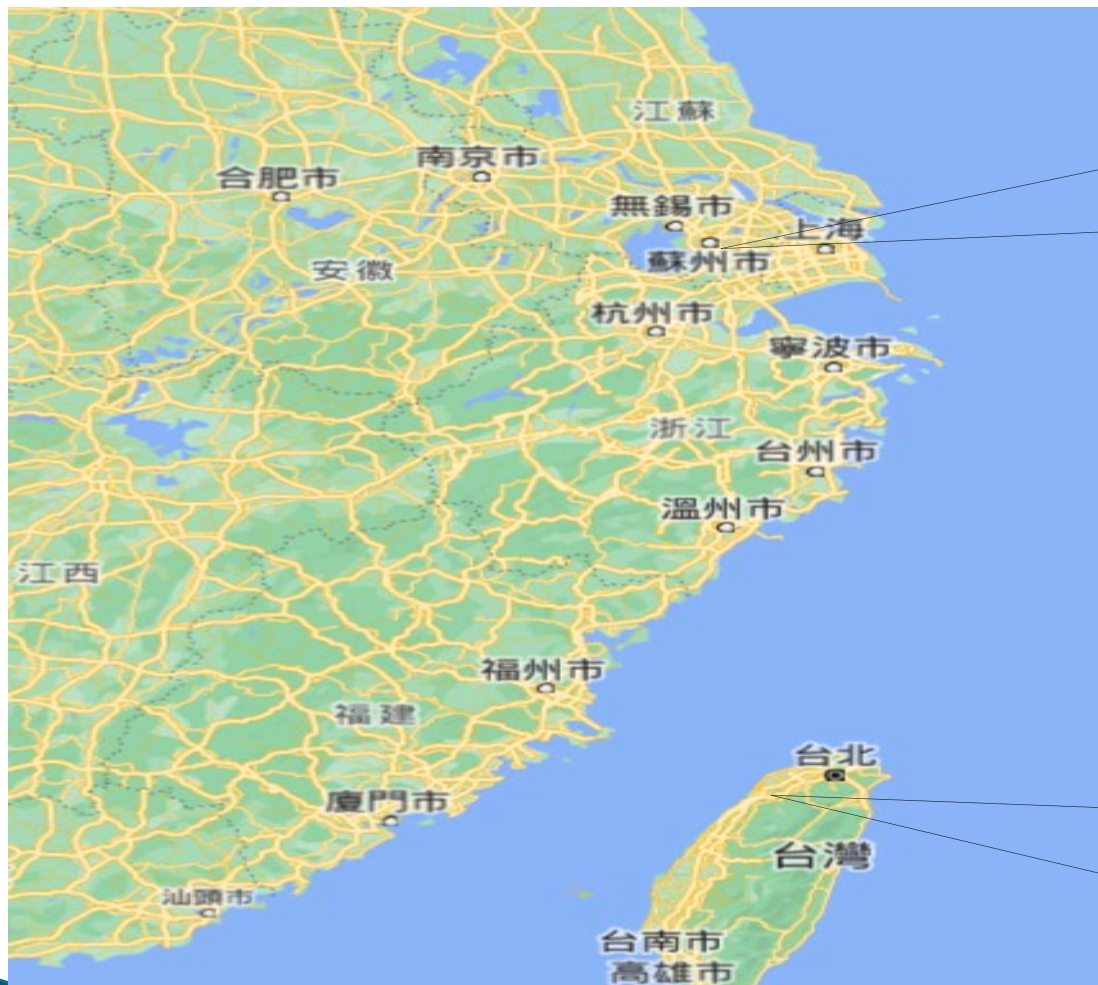 江蘇
南京市
合肥市
無錫市
上海
蘇州市
安徽
杭州市
寧波市
浙江
台州市
溫州市
江西
福州市
福建
台北
廈門市
台灣
汕頭市
台南市
高雄市